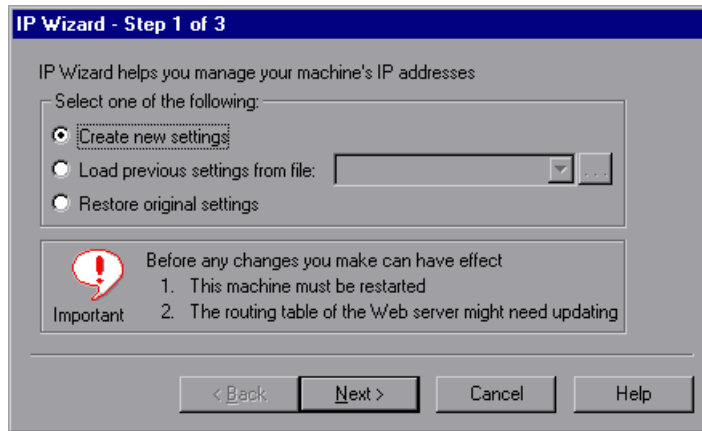 IP Wizard - Step 1 of 3
IP Wizard helps you manage your machine's IP addresses
Select one of the following:
Create new settings
Load previous settings from file:
...
Restore original settings
Before any changes you make can have effect
1. This machine must be restarted
2. The routing table of the Web server might need updating
Important
< Back
Next >
Cancel
Help